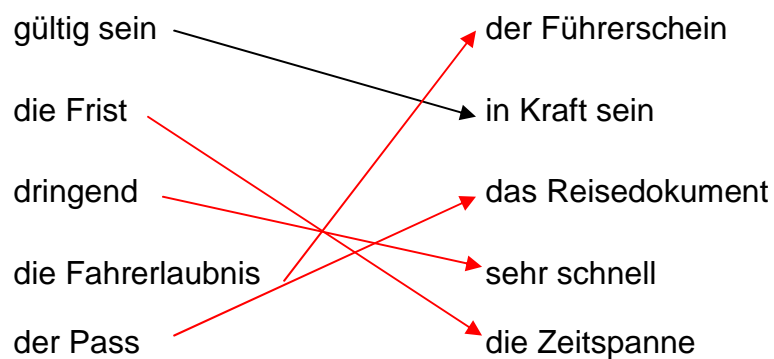 gültig sein der Führerschein
die Frist in Kraft sein
dringend das Reisedokument
die Fahrerlaubnis sehr schnell
der Pass die Zeitspanne